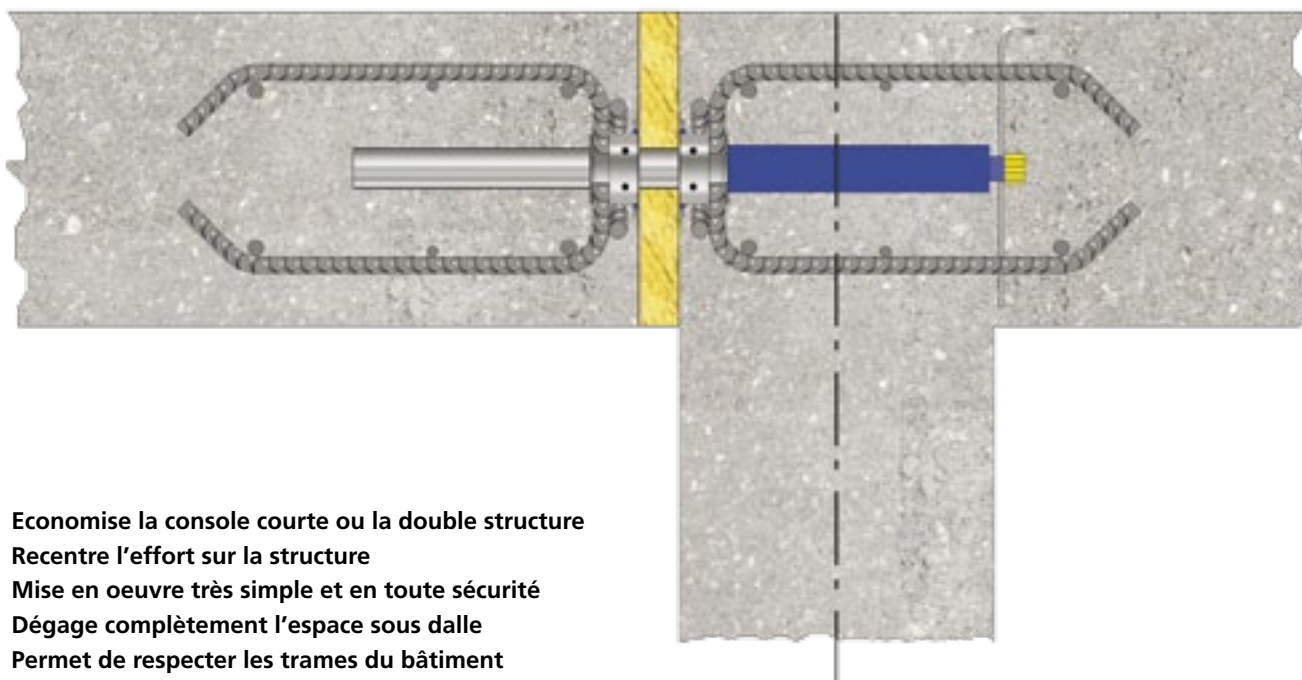 Economise la console courte ou la double structure
Recentre l’effort sur la structure
Mise en oeuvre très simple et en toute sécurité
Dégage complètement l’espace sous dalle
Permet de respecter les trames du bâtiment